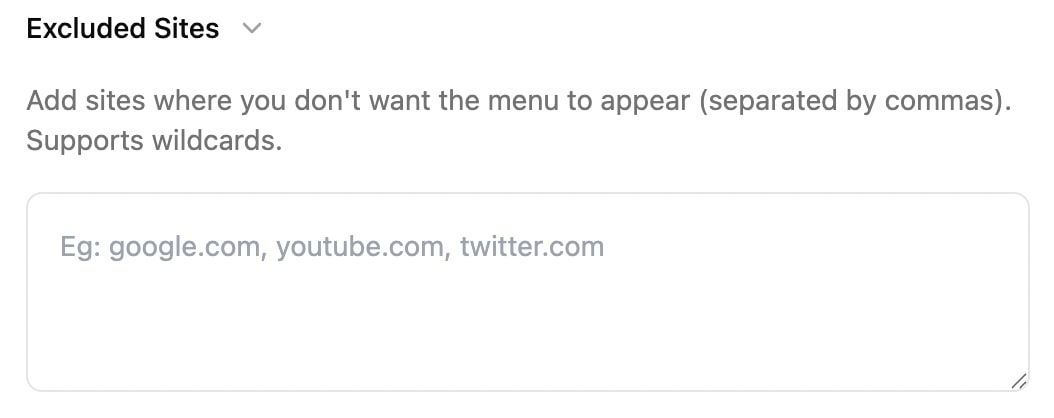 Excluded Sites
Add sites where you don't want the menu to appear (separated by commas).
Supports wildcards.
Eg: google.com, youtube.com, twitter.com